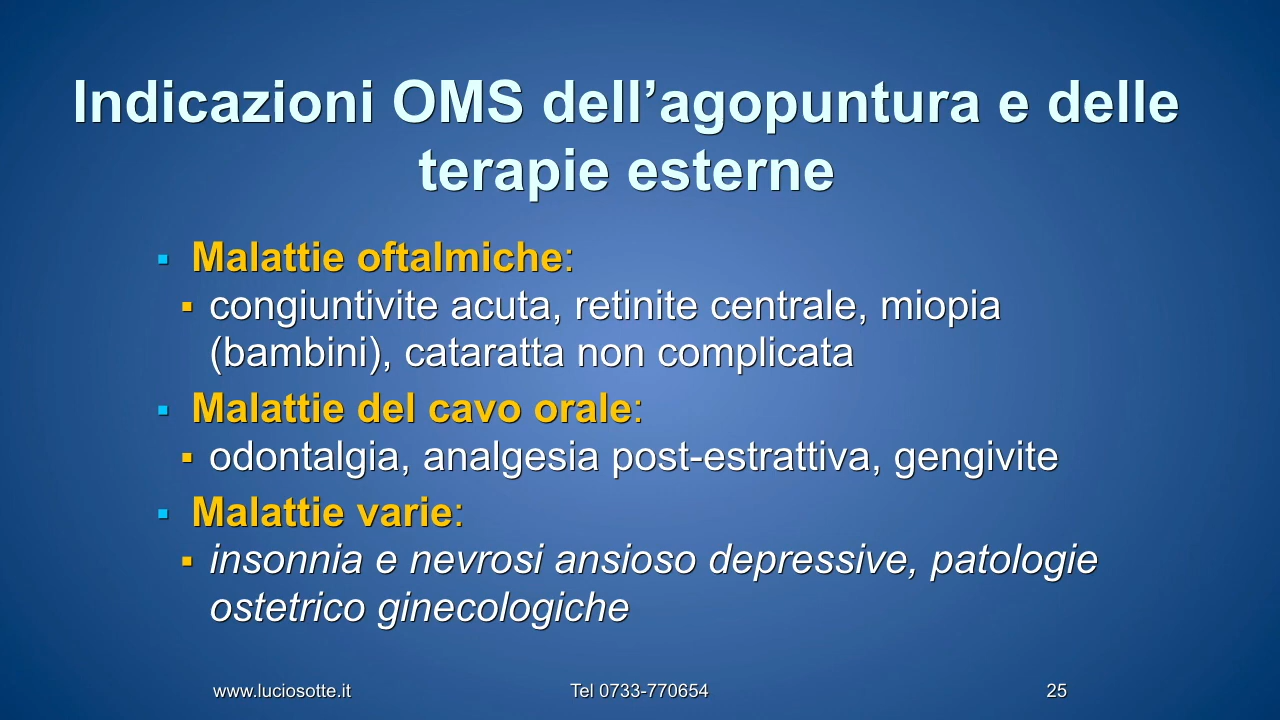 Indicazioni OMS dell’agopuntura e delle
terapie esterne
▪ Malattie oftalmiche:
▪ congiuntivite acuta, retinite centrale, miopia
(bambini), cataratta non complicata
▪ Malattie del cavo orale:
▪ odontalgia, analgesia post-estrattiva, gengivite
▪ Malattie varie:
▪ insonnia e nevrosi ansioso depressive, patologie
ostetrico ginecologiche
www.luciosotte.it Tel 0733-770654 25